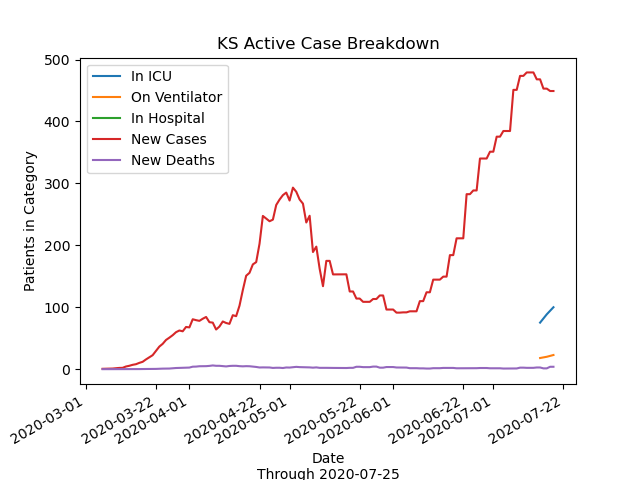 KS Active Case Breakdown
In ICU
On Ventilator
In Hospital
New Cases
New Deaths
Patients in Category
500
400
300
200
100
0
2020-03-01
2020-03-22
2020-04-01
2020-04-22
2020-05-01
2020-05-22
2020-06-01
2020-06-22
2020-07-01
2020-07-22
Date
Through 2020-07-25